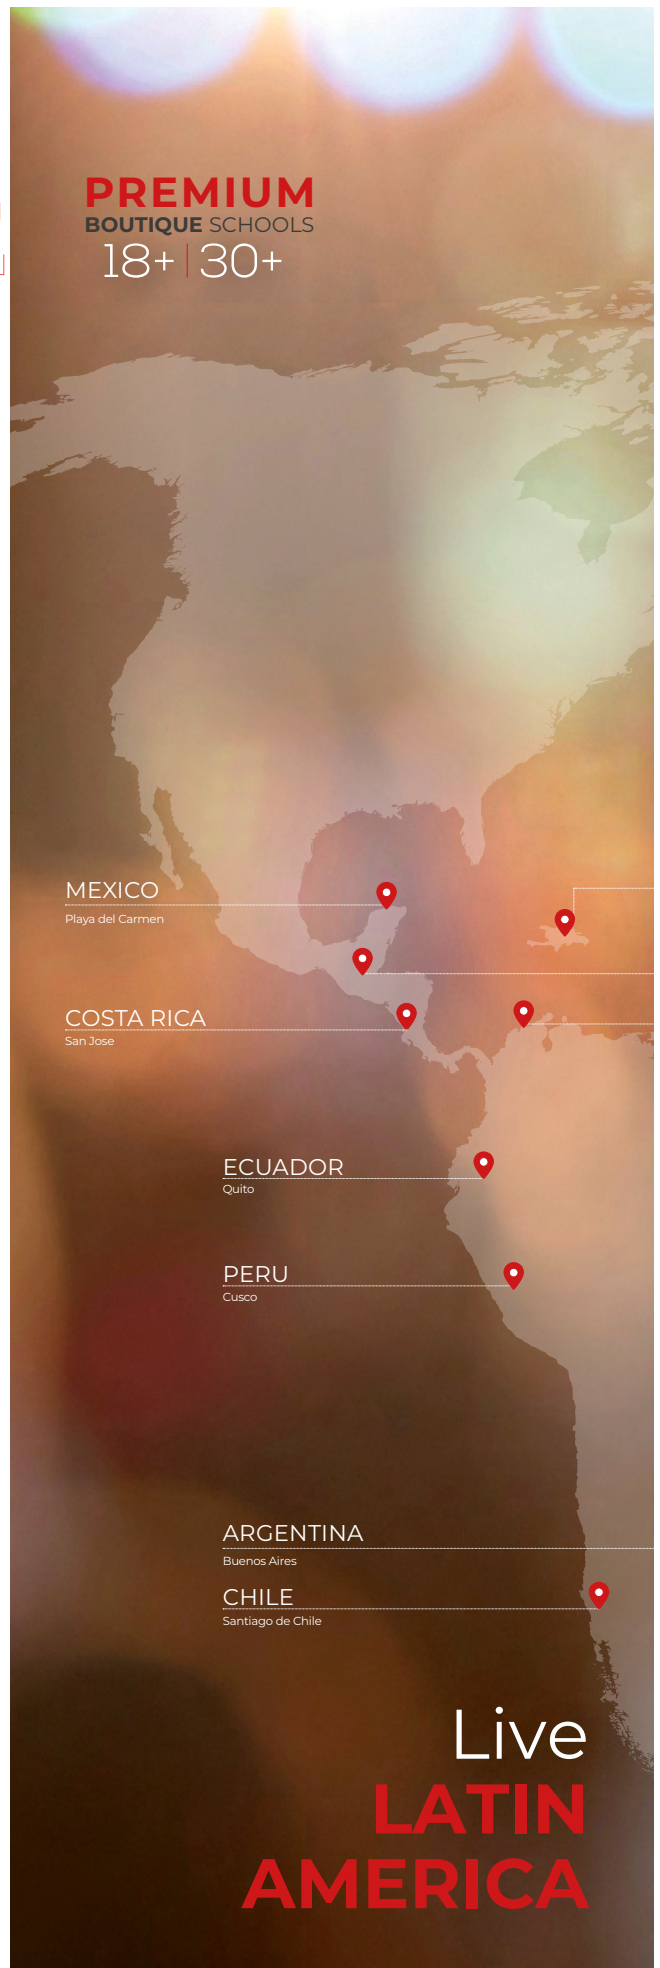 PREMIUM
BOUTIQUE SCHOOLS
18+ | 30+
MEXICO
Playa del Carmen
COSTA RICA
San Jose
ECUADOR
Quito
PERU
Cusco
ARGENTINA
Buenos Aires
CHILE
Santiago de Chile
Live
LATIN
AMERICA